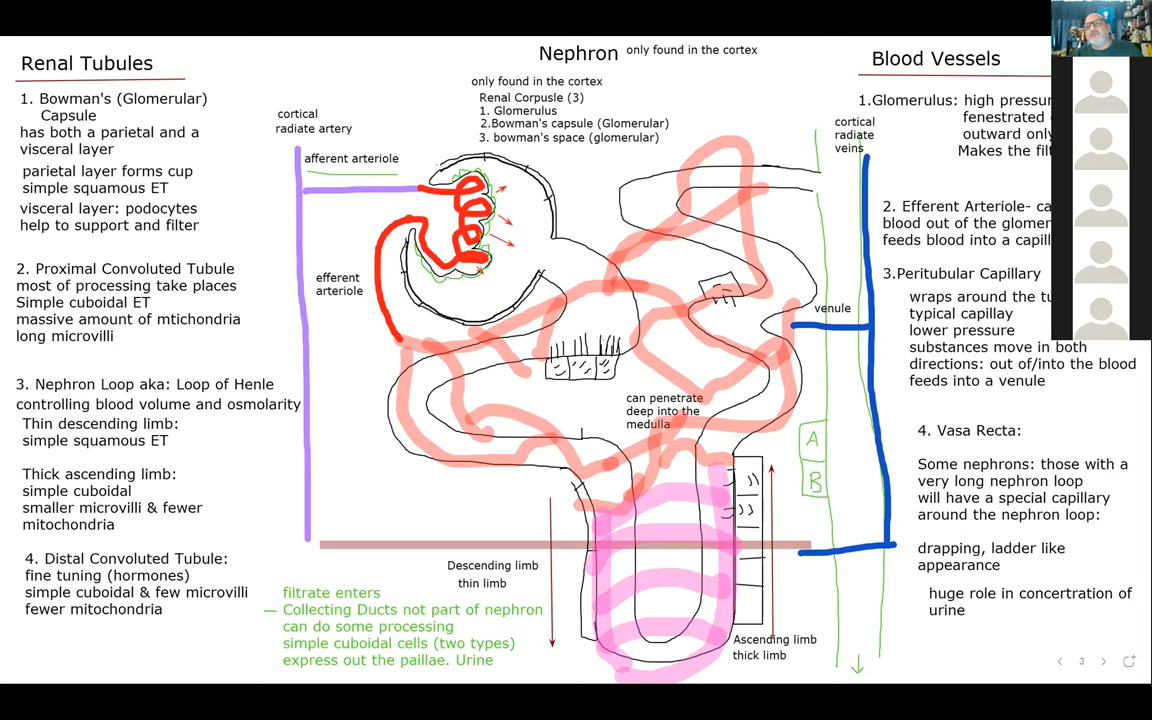 Renal Tubules
1. Bowman's (Glomerular)
Capsule
has both a parietal and a
visceral layer
parietal layer forms cup
simple squamous ET
visceral layer: podocytes
help to support and filter
2. Proximal Convoluted Tubule
most of processing take places
Simple cuboidal ET
massive amount of mtichondria
long microvilli
3. Nephron Loop aka: Loop of Henle
controlling blood volume and osmolarity
Thin descending limb:
simple squamous ET
Thick ascending limb:
simple cuboidal
smaller microvilli & fewer
mitochondria
4. Distal Convoluted Tubule:
fine tuning (hormones)
simple cuboidal & few microvilli
fewer mitochondria
Nephron only found in the cortex
only found in the cortex
Renal Corpusle (3)
1. Glomerulus
2.Bowman's capsule (Glomerular)
3. bowman's space (glomerular)
cortical
radiate artery
afferent arteriole
efferent
arteriole
can penetrate
deep into the
medulla
Descending limb
thin limb
Ascending limb
thick limb
filtrate enters
— Collecting Ducts not part of nephron
can do some processing
simple cuboidal cells (two types)
express out the paillae. Urine
cortical
radiate
veins
venule
A
B
Blood Vessels
1.Glomerulus: high pressur
fenestrated
outward only
Makes the filt
2. Efferent Arteriole- ca
blood out of the glomer
feeds blood into a capill
3.Peritubular Capillary
wraps around the tu
typical capillay
lower pressure
substances move in both
directions: out of/into the blood
feeds into a venule
4. Vasa Recta:
Some nephrons: those with a
very long nephron loop
will have a special capillary
around the nephron loop:
drapping, ladder like
appearance
huge role in concertration of
urine
3